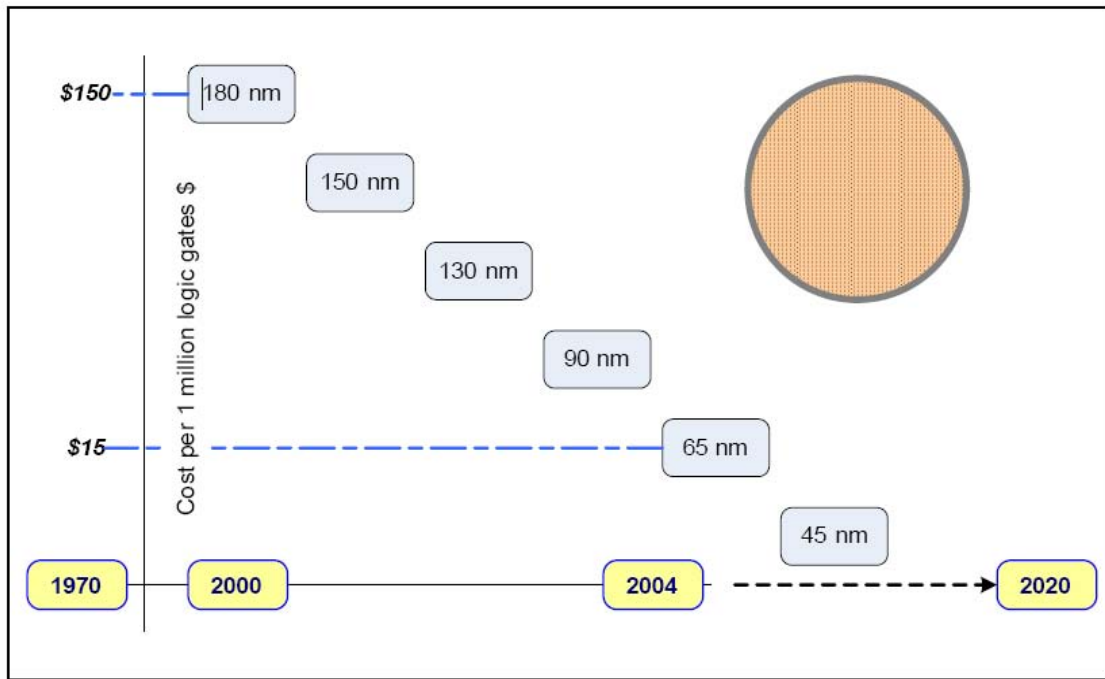 $150
180 nm
150 nm
130 nm
90 nm
Cost per 1 million logic gates $
$15
65 nm
45 nm
1970
2000
2004
2020